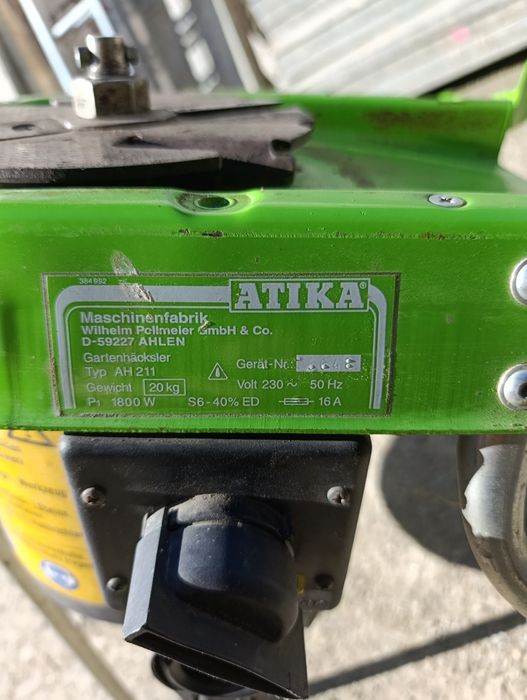 384 992
ATIKA
Maschinenfabrik
Wilhelm Pollmeier GmbH & Co.
D-59227 AHLEN
Gartenhäcksler
Typ AH 211
Gerät-Nr.:
Gewicht 20 kg
Volt 230 ~ 50 Hz
P₁ 1800 W S6-40% ED 16 A